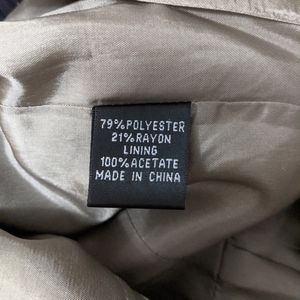 79%POLYESTER
21%RAYON
LINING
100%ACETATE
MADE IN CHINA